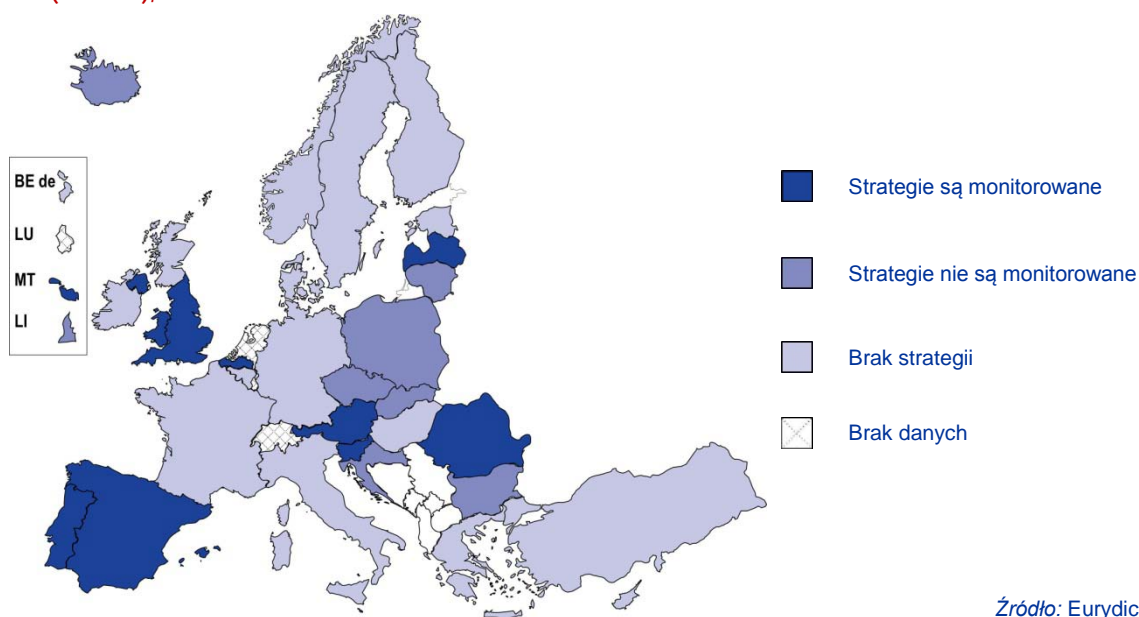 BE de
LU
MT
LI
Strategie są monitorowane
Strategie nie są monitorowane
Brak strategii
Brak danych
Źródło: Eurydic